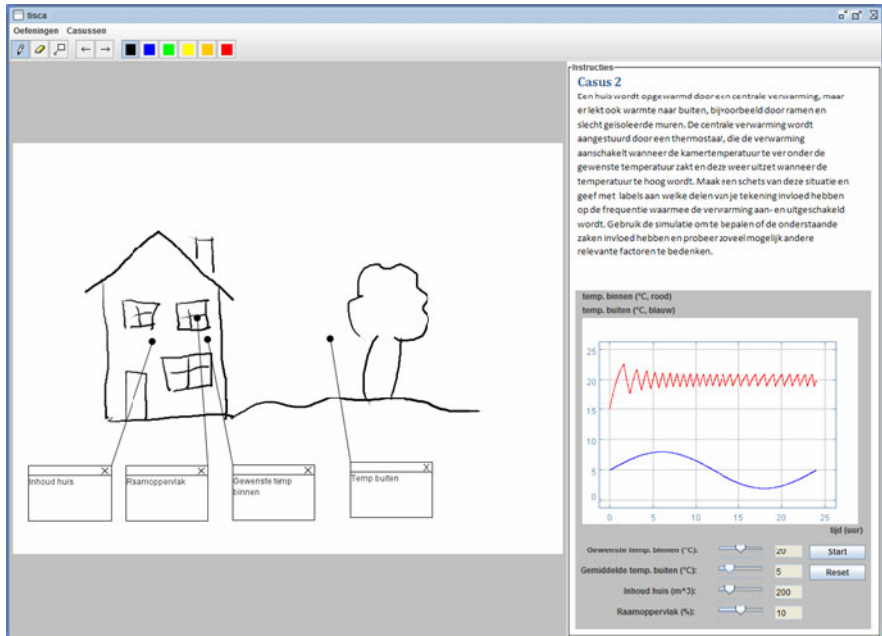 tisca
Oefeningen Casussen
Instructies
Casus 2
Een huis wordt opgewarmd door een centrale verwarming, maar
er lekt ook warmte naar buiten, bijvoorbeeld door ramen en
slecht geïsoleerde muren. De centrale verwarming wordt
aangestuurd door een thermostaat, die de verwarming
aanschakelt wanneer de kamertemperatuur te ver onder de
gewenste temperatuur zakt en deze weer uitzet wanneer de
temperatuur te hoog wordt. Maak een schets van deze situatie en
geef met labels aan welke delen van je tekening invloed hebben
op de frequentie waarmee de verwarming aan- en uitgeschakeld
wordt. Gebruik de simulatie om te bepalen of de onderstaande
zaken invloed hebben en probeer zoveel mogelijk andere
relevante factoren te bedenken.
Inhoud huis
Raamoppervlak
Gewenste temp
binnen
Temp buiten
temp. binnen (°C, rood)
temp. buiten (°C, blauw)
25
20
15
10
5
0
0 5 10 15 20 25
tijd (uur)
Gewenste temp. binnen (°C): 20 Start
Gemiddelde temp. buiten (°C): 5 Reset
Inhoud huis (m^3): 200
Raamoppervlak (%): 10